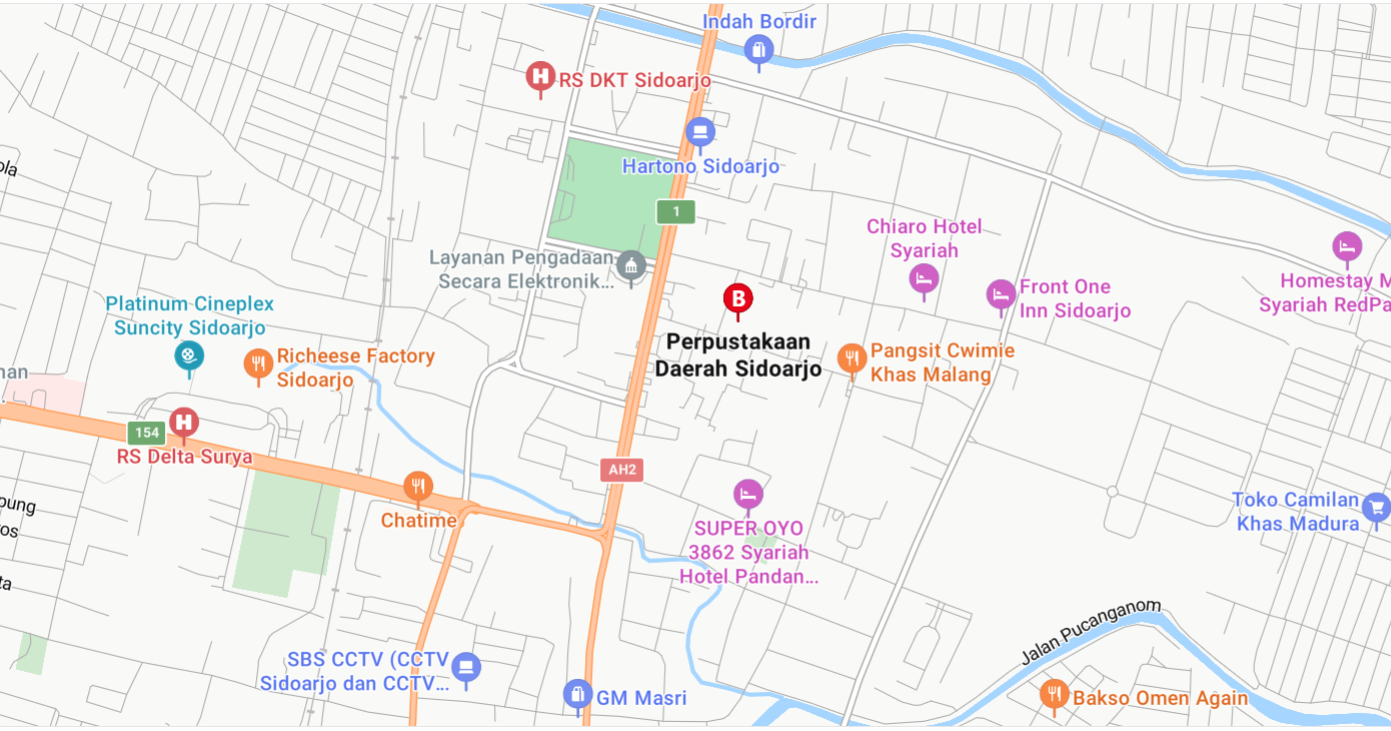 Indah Bordir
RS DKT Sidoarjo
Hartono Sidoarjo
ola
1
Chiaro Hotel
Syariah
Layanan Pengadaan
Secara Elektronik...
Homestay M
Syariah RedPa
Front One
Inn Sidoarjo
B
Platinum Cineplex
Suncity Sidoarjo
Perpustakaan
Daerah Sidoarjo
Richeese Factory
Sidoarjo
Pangsit Cwimie
Khas Malang
nan
154
H
RS Delta Surya
AH2
Chatime
Toko Camilan
Khas Madura
pung
os
SUPER OYO
3862 Syariah
Hotel Pandan...
ta
Jalan Pucanganom
SBS CCTV (CCTV
Sidoarjo dan CCTV...
GM Masri
Bakso Omen Again